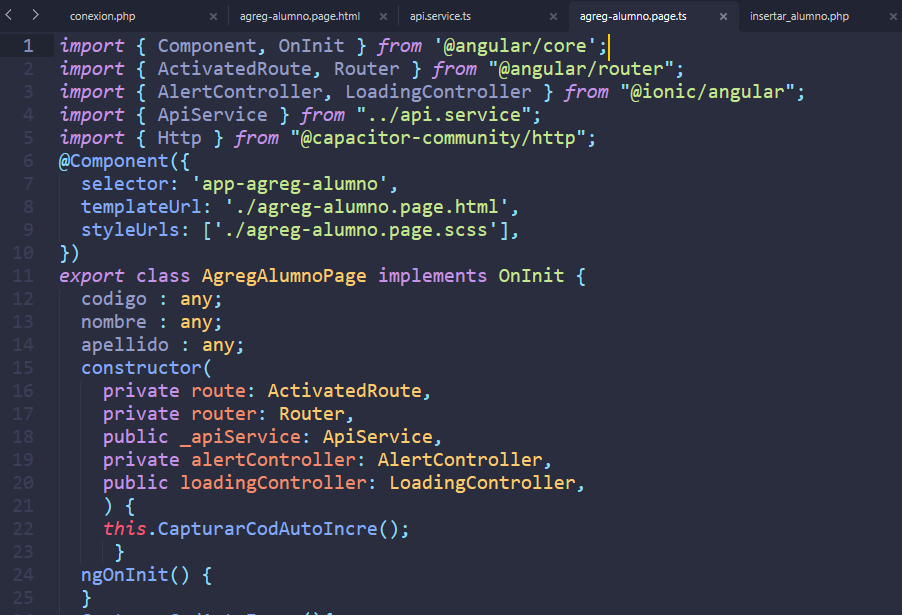 conexion.php × agreg-alumno.page.html × api.service.ts × agreg-alumno.page.ts × insertar_alumno.php ×
1 import { Component, OnInit } from '@angular/core';
2 import { ActivatedRoute, Router } from "@angular/router";
3 import { AlertController, LoadingController } from "@ionic/angular";
4 import { ApiService } from "../api.service";
5 import { Http } from "@capacitor-community/http";
6 @Component({
7 selector: 'app-agreg-alumno',
8 templateUrl: './agreg-alumno.page.html',
9 styleUrls: ['./agreg-alumno.page.scss'],
10 })
11 export class AgregAlumnoPage implements OnInit {
12 codigo : any;
13 nombre : any;
14 apellido : any;
15 constructor(
16 private route: ActivatedRoute,
17 private router: Router,
18 public _apiService: ApiService,
19 private alertController: AlertController,
20 public loadingController: LoadingController,
21 ) {
22 this.CapturarCodAutoIncre();
23 }
24 ngOnInit() {
25 }